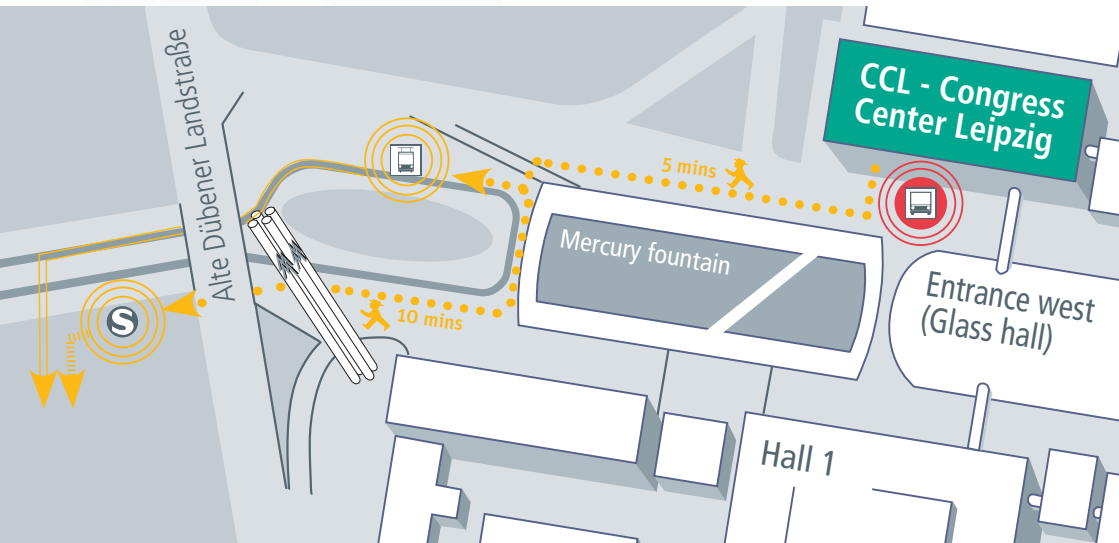 Alte Dübener Landstraße
CCL - Congress
Center Leipzig
5 mins
Mercury fountain
Entrance west
(Glass hall)
S
10 mins
Hall 1